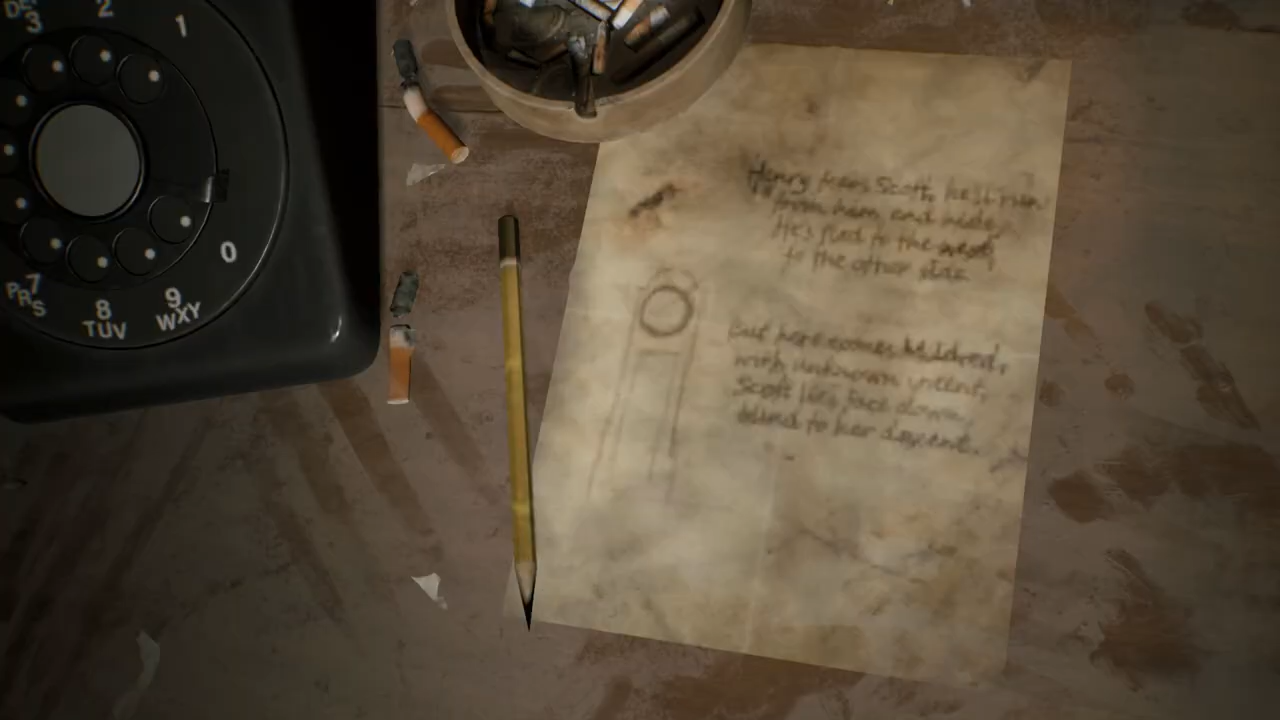 2
1
3
0
7
PRS
8
TUV
9
WXY
Henry fears Scott, he'll run
from him and hide,
He's fled to the west,
to the other side.
But here comes Mildred,
with unknown intent,
Scott lies face down,
blind to her descent.